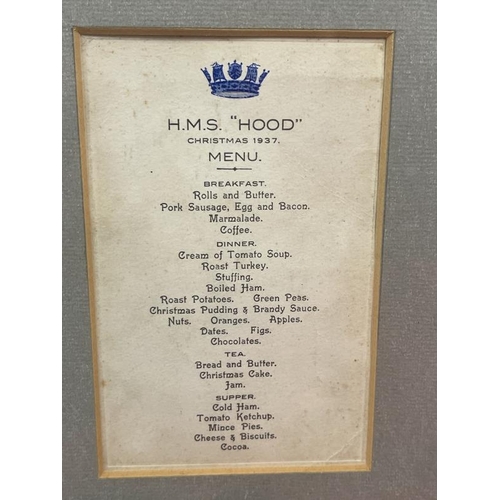 H.M.S. "HOOD"
CHRISTMAS 1937.
MENU.
BREAKFAST.
Rolls and Butter.
Pork Sausage, Egg and Bacon.
Marmalade.
Coffee.
DINNER.
Cream of Tomato Soup.
Roast Turkey.
Stuffing.
Boiled Ham.
Roast Potatoes. Green Peas.
Christmas Pudding & Brandy Sauce.
Nuts. Oranges. Apples.
Dates. Figs.
Chocolates.
TEA.
Bread and Butter.
Christmas Cake.
Jam.
SUPPER.
Cold Ham.
Tomato Ketchup.
Mince Pies.
Cheese & Biscuits.
Cocoa.